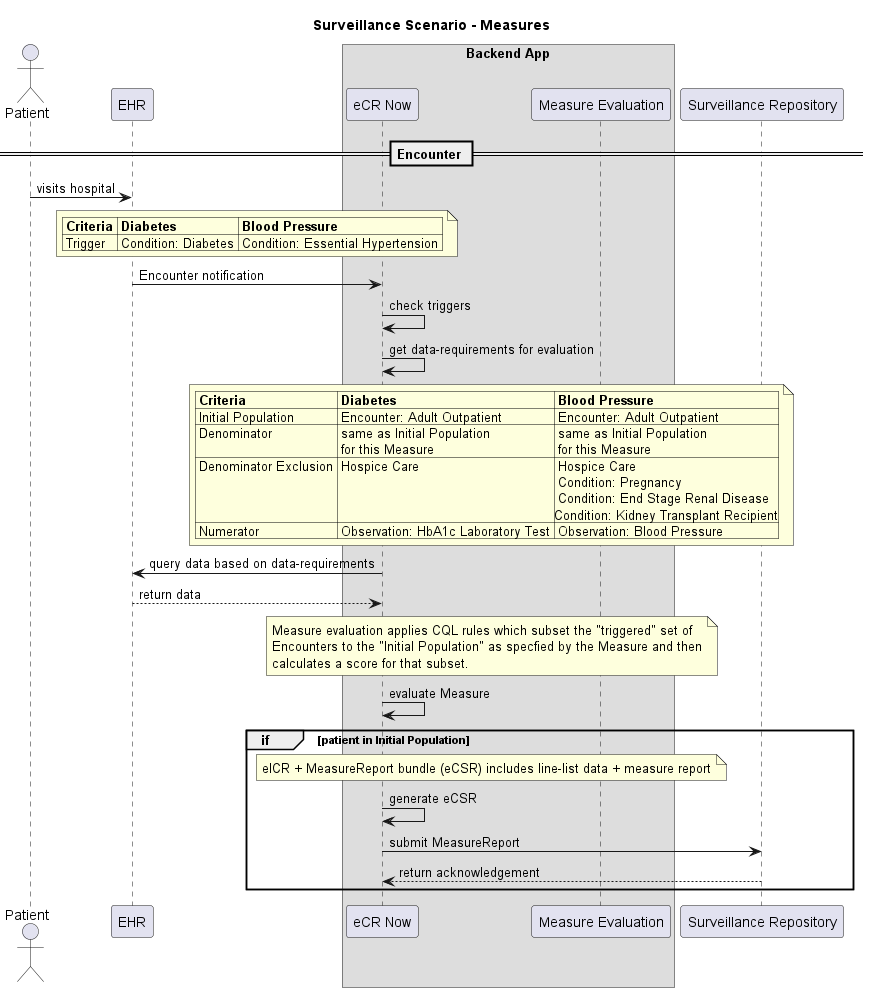 Surveillance Scenario - Measures
Backend App
Patient
EHR
eCR Now
Measure Evaluation
Surveillance Repository
Encounter
visits hospital
Criteria Diabetes Blood Pressure
Trigger Condition: Diabetes Condition: Essential Hypertension
Encounter notification
check triggers
get data-requirements for evaluation
Criteria Diabetes Blood Pressure
Initial Population Encounter: Adult Outpatient Encounter: Adult Outpatient
Denominator same as Initial Population same as Initial Population
for this Measure for this Measure
Denominator Exclusion Hospice Care Hospice Care
Condition: Pregnancy
Condition: End Stage Renal Disease
Condition: Kidney Transplant Recipient
Numerator Observation: HbA1c Laboratory Test Observation: Blood Pressure
query data based on data-requirements
return data
Measure evaluation applies CQL rules which subset the "triggered" set of
Encounters to the "Initial Population" as specfied by the Measure and then
calculates a score for that subset.
evaluate Measure
if [patient in Initial Population]
eICR + MeasureReport bundle (eCSR) includes line-list data + measure report
generate eCSR
submit MeasureReport
return acknowledgement
Patient
EHR
eCR Now
Measure Evaluation
Surveillance Repository